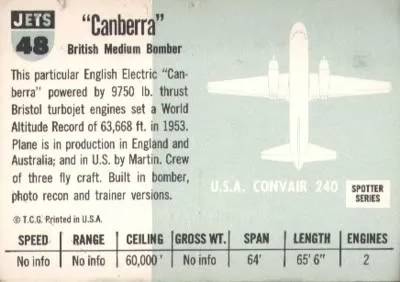 JETS
48
"Canberra"
British Medium Bomber
This particular English Electric "Can-
berra" powered by 9750 lb. thrust
Bristol turbojet engines set a World
Altitude Record of 63,668 ft. in 1953.
Plane is in production in England and
Australia; and in U.S. by Martin. Crew
of three fly craft. Built in bomber,
photo recon and trainer versions.
© T.C.G. Printed in U.S.A.
U.S.A. CONVAIR 240
SPOTTER
SERIES
SPEED RANGE CEILING GROSS WT. SPAN LENGTH ENGINES
No info No info 60,000' No info 64' 65' 6" 2